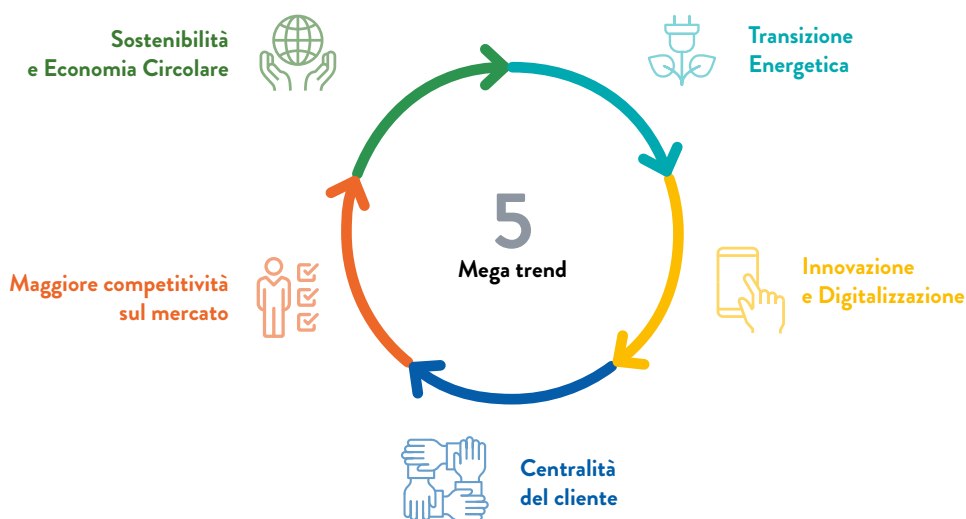 Sostenibilità
e Economia Circolare
Transizione
Energetica
5
Mega trend
Maggiore competitività
sul mercato
Innovazione
e Digitalizzazione
Centralità
del cliente